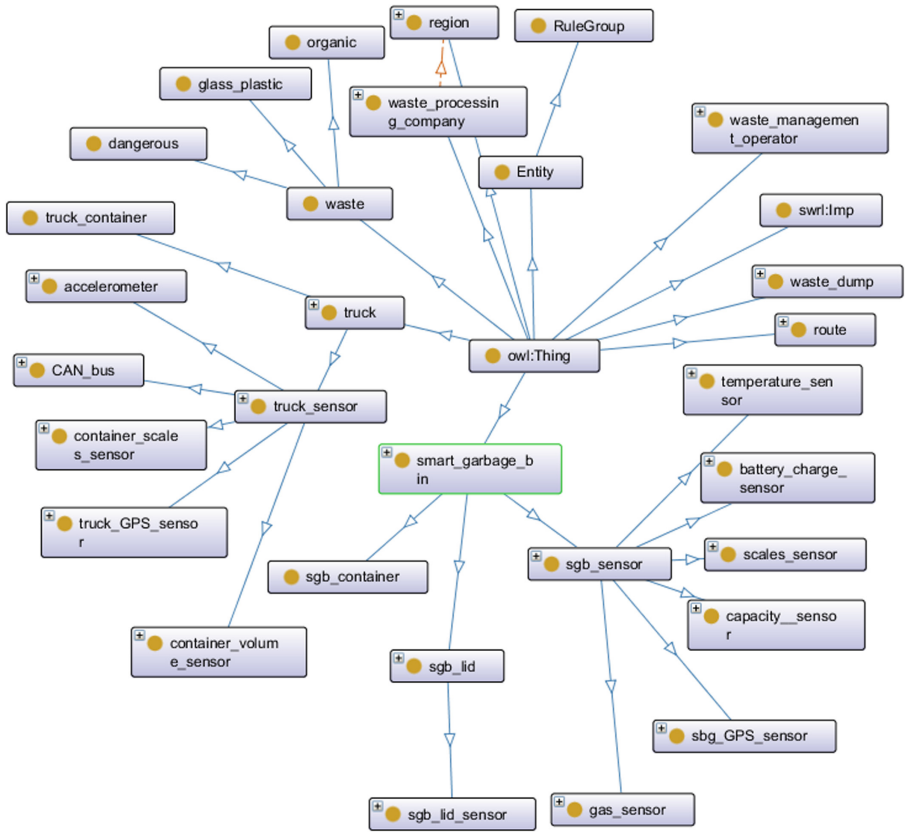 region
RuleGroup
organic
glass_plastic
waste_processin
g_company
waste_managemen
t_operator
dangerous
Entity
waste
swrl:Imp
truck_container
accelerometer
waste_dump
truck
route
owl:Thing
CAN_bus
temperature_sen
sor
truck_sensor
container_scale
s_sensor
smart_garbage_b
in
battery_charge_
sensor
truck_GPS_senso
r
scales_sensor
sgb_sensor
sgb_container
capacity__senso
r
container_volum
e_sensor
sgb_lid
sbg_GPS_sensor
gas_sensor
sgb_lid_sensor